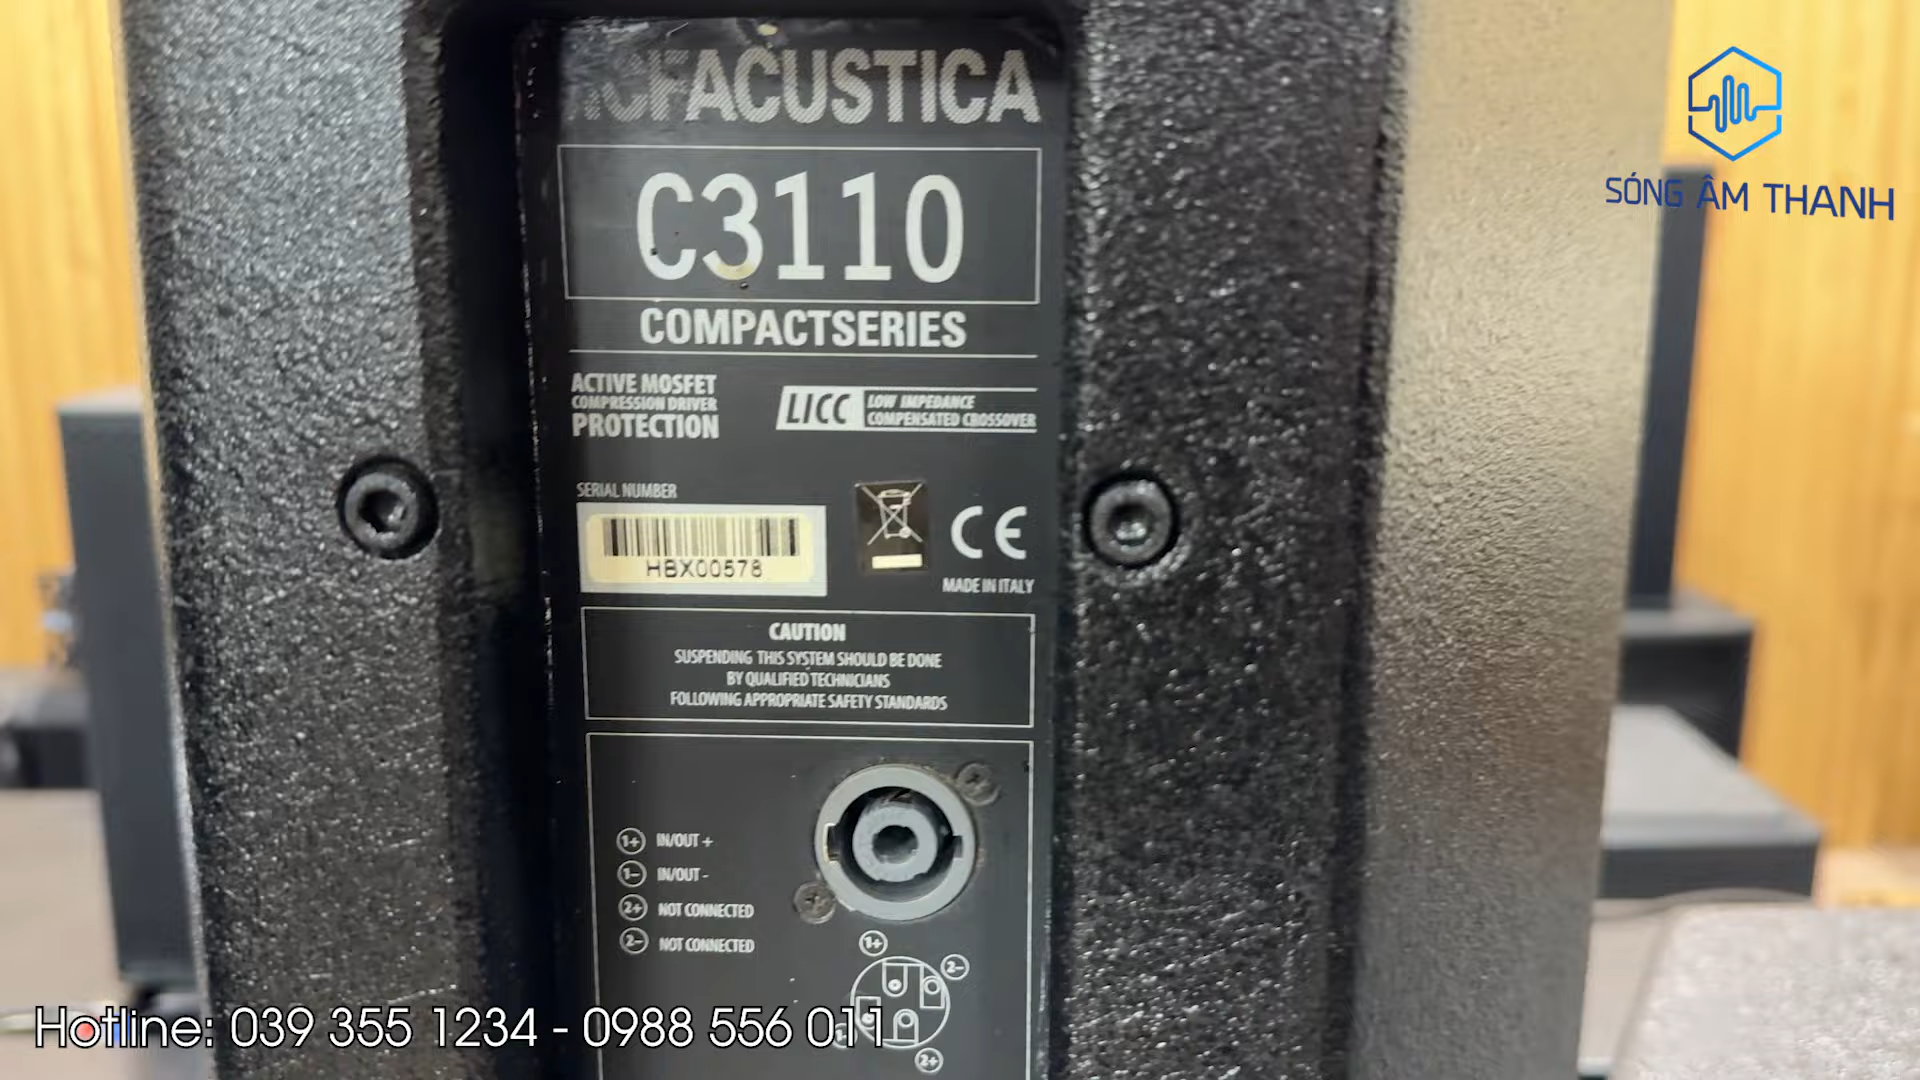 RCFACUSTICA
C3110
COMPACTSERIES
ACTIVE MOSFET
COMPRESSION DRIVER
PROTECTION
LICC
LOW IMPEDANCE
COMPENSATED CROSSOVER
SERIAL NUMBER
HBX00578
CE
MADE IN ITALY
CAUTION
SUSPENDING THIS SYSTEM SHOULD BE DONE
BY QUALIFIED TECHNICIANS
FOLLOWING APPROPRIATE SAFETY STANDARDS
1+ IN/OUT +
1− IN/OUT -
2+ NOT CONNECTED
2− NOT CONNECTED
1+
2−
2+
SÓNG ÂM THANH
Hotline: 039 355 1234 - 0988 556 011